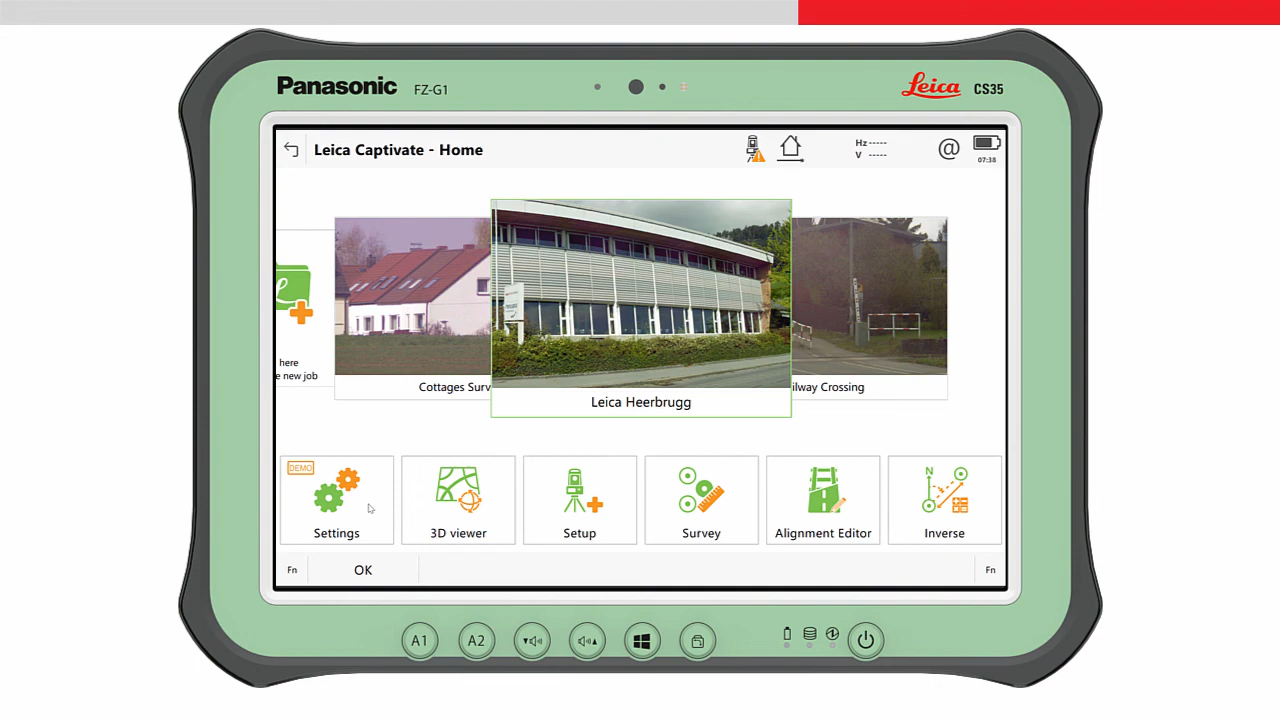 Panasonic FZ-G1
Leica CS35
Leica Captivate - Home
Hz -----
V -----
@
07:38
here
e new job
Cottages Surv
Leica Heerbrugg
ilway Crossing
DEMO
Settings
3D viewer
Setup
Survey
Alignment Editor
N
Inverse
Fn
OK
Fn
A1
A2